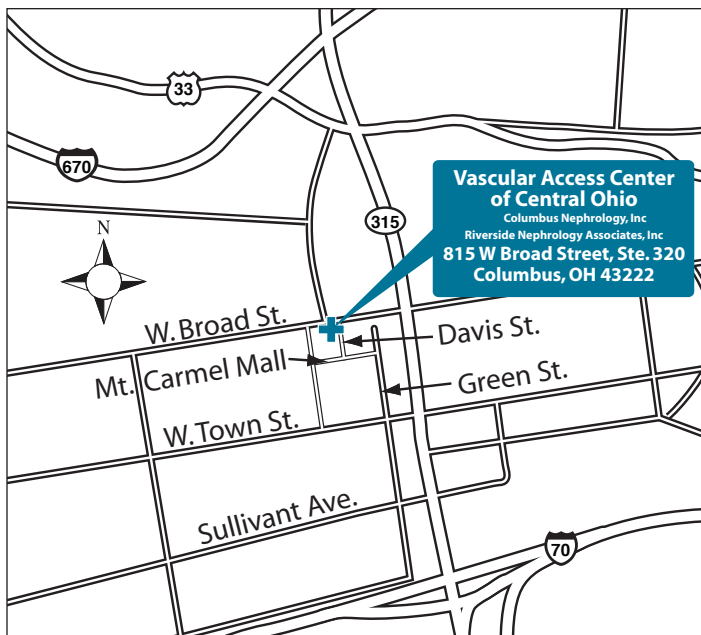 33
670
Vascular Access Center
of Central Ohio
Columbus Nephrology, Inc
Riverside Nephrology Associates, Inc
815 W Broad Street, Ste. 320
Columbus, OH 43222
315
N
W. Broad St.
Davis St.
Mt. Carmel Mall
Green St.
W. Town St.
Sullivant Ave.
70